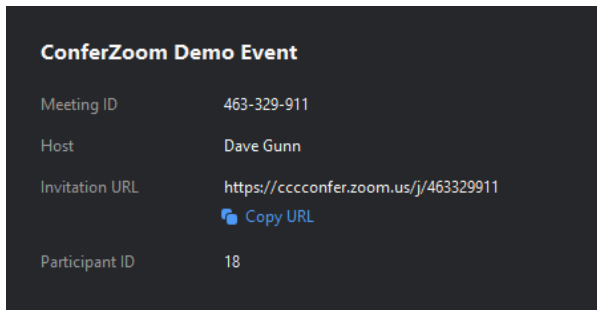 ConferZoom Demo Event
Meeting ID 463-329-911
Host Dave Gunn
Invitation URL https://cccconfer.zoom.us/j/463329911
Copy URL
Participant ID 18